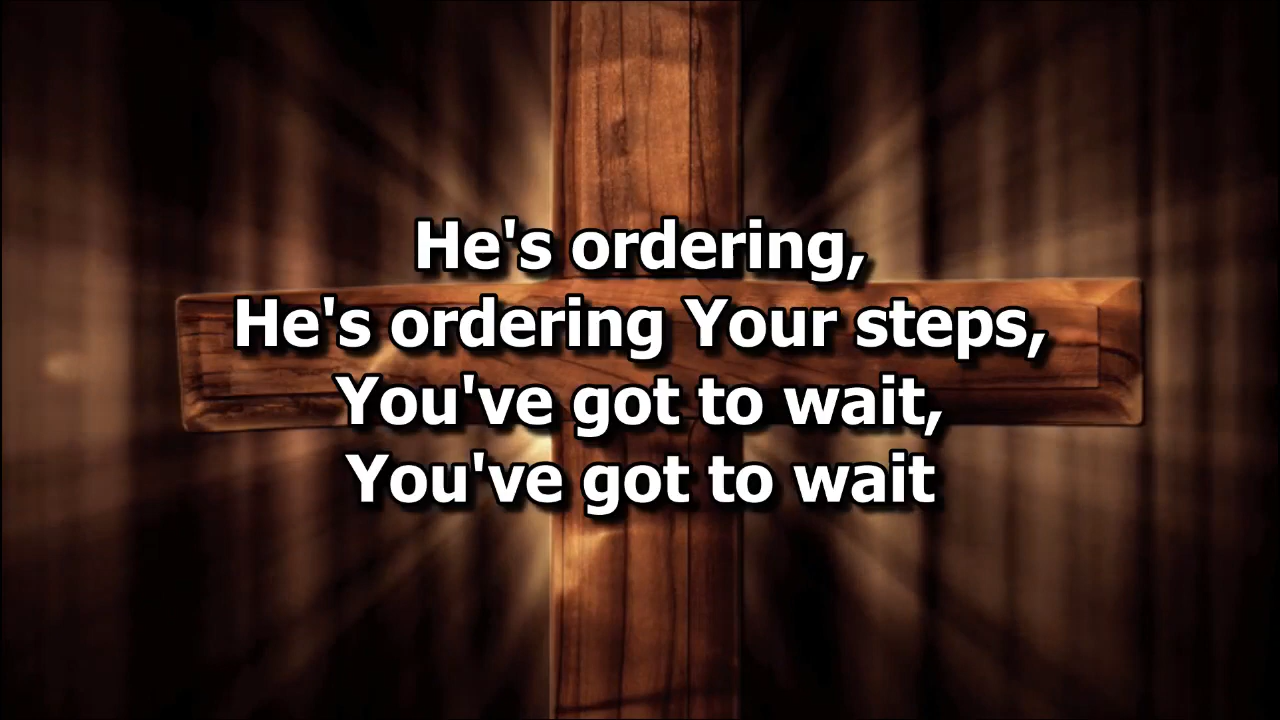 He's ordering,
He's ordering Your steps,
You've got to wait,
You've got to wait